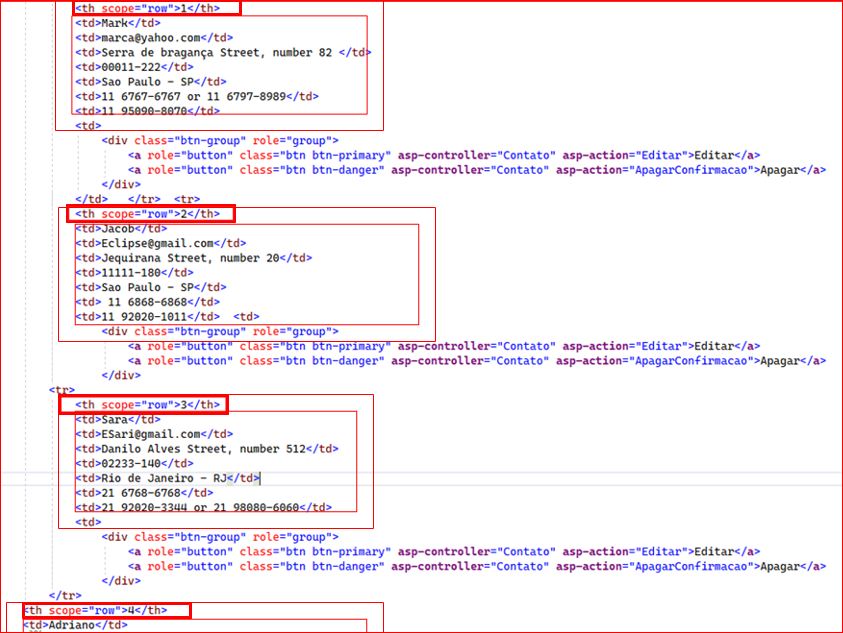 <th scope="row">1</th>
<td>Mark</td>
<td>marca@yahoo.com</td>
<td>Serra de bragança Street, number 82 </td>
<td>00011-222</td>
<td>Sao Paulo - SP</td>
<td>11 6767-6767 or 11 6797-8989</td>
<td>11 95090-8070</td>
<td>
<div class="btn-group" role="group">
<a role="button" class="btn btn-primary" asp-controller="Contato" asp-action="Editar">Editar</a>
<a role="button" class="btn btn-danger" asp-controller="Contato" asp-action="ApagarConfirmacao">Apagar</a>
</div>
</td> </tr> <tr>
<th scope="row">2</th>
<td>Jacob</td>
<td>Eclipse@gmail.com</td>
<td>Jequirana Street, number 20</td>
<td>11111-180</td>
<td>Sao Paulo - SP</td>
<td> 11 6868-6868</td>
<td>11 92020-1011</td> <td>
<div class="btn-group" role="group">
<a role="button" class="btn btn-primary" asp-controller="Contato" asp-action="Editar">Editar</a>
<a role="button" class="btn btn-danger" asp-controller="Contato" asp-action="ApagarConfirmacao">Apagar</a>
</div>
<tr>
<th scope="row">3</th>
<td>Sara</td>
<td>ESari@gmail.com</td>
<td>Danilo Alves Street, number 512</td>
<td>02233-140</td>
<td>Rio de Janeiro - RJ</td>
<td>21 6768-6768</td>
<td>21 92020-3344 or 21 98080-6060</td>
<td>
<div class="btn-group" role="group">
<a role="button" class="btn btn-primary" asp-controller="Contato" asp-action="Editar">Editar</a>
<a role="button" class="btn btn-danger" asp-controller="Contato" asp-action="ApagarConfirmacao">Apagar</a>
</div>
</tr>
<th scope="row">4</th>
<td>Adriano</td>